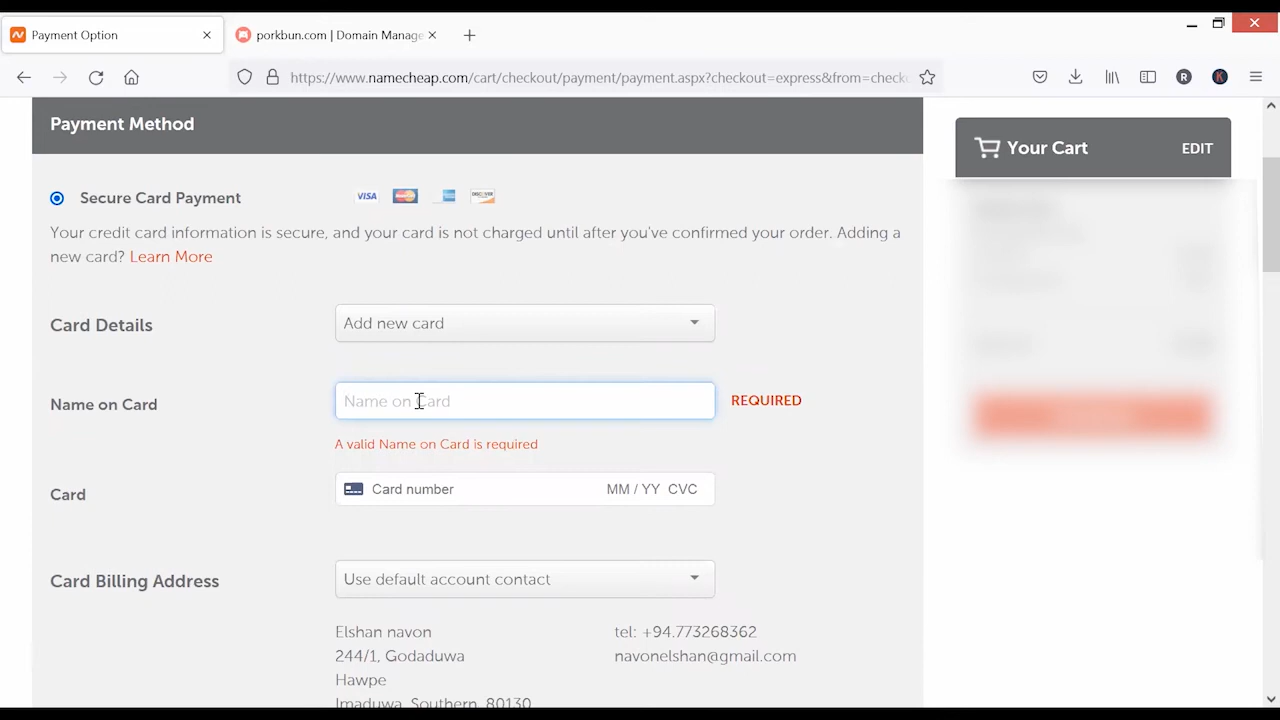 Payment Option
porkbun.com | Domain Manage
https://www.namecheap.com/cart/checkout/payment/payment.aspx?checkout=express&from=check
R
K
Payment Method
Your Cart
EDIT
Secure Card Payment
VISA
DISCOVER
Your credit card information is secure, and your card is not charged until after you've confirmed your order. Adding a
new card? Learn More
Card Details
Add new card
Name on Card
Name on Card
REQUIRED
A valid Name on Card is required
Card
Card number
MM / YY CVC
Card Billing Address
Use default account contact
Elshan navon
tel: +94.773268362
244/1, Godaduwa
navonelshan@gmail.com
Hawpe
Imaduwa, Southern, 80130